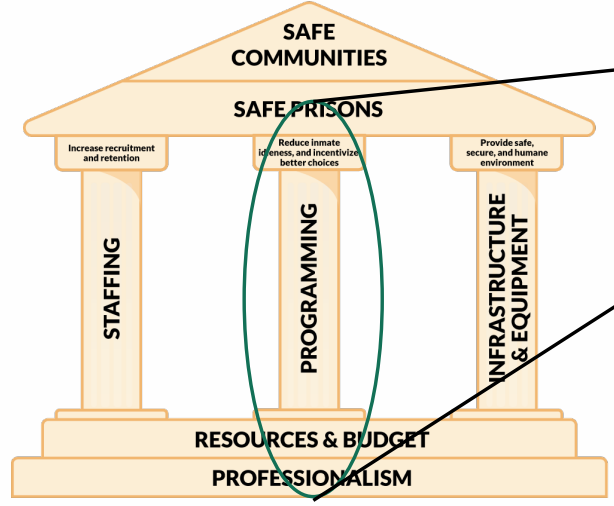 SAFE
COMMUNITIES
SAFE PRISONS
Increase recruitment
and retention
Reduce inmate
idleness, and incentivize
better choices
Provide safe,
secure, and humane
environment
STAFFING
PROGRAMMING
INFRASTRUCTURE
& EQUIPMENT
RESOURCES & BUDGET
PROFESSIONALISM